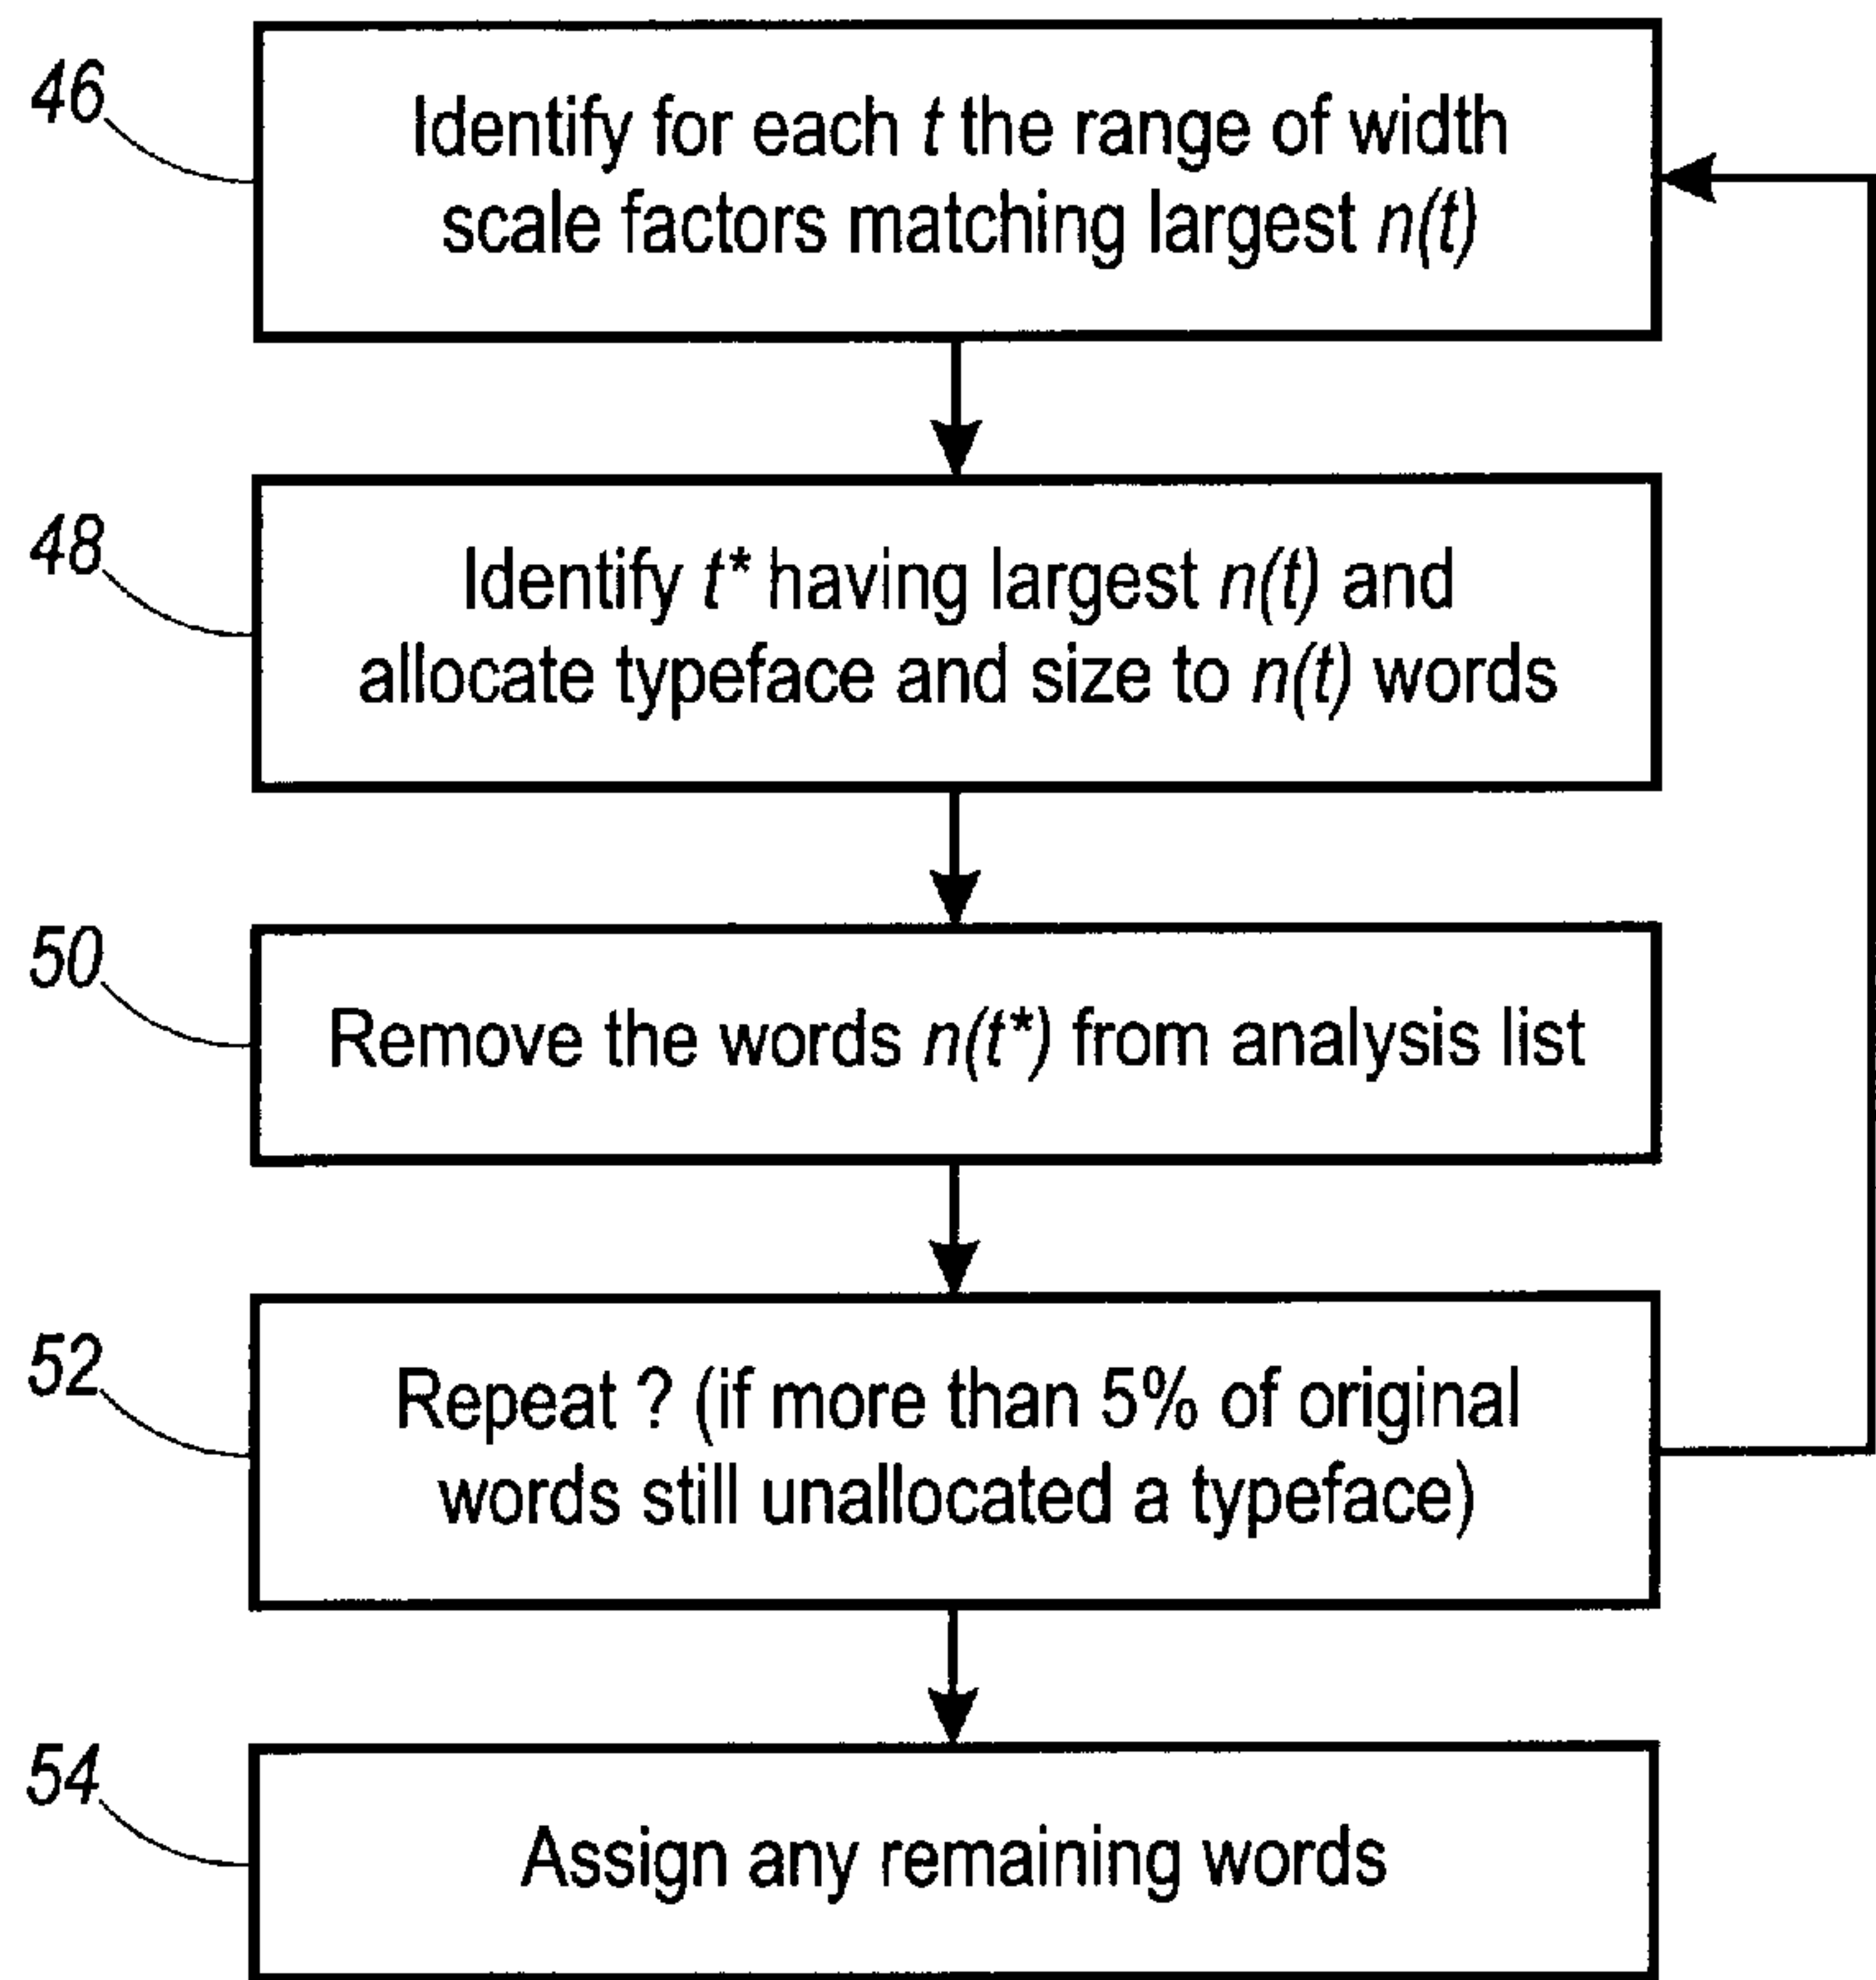 46
Identify for each t the range of width
scale factors matching largest n(t)
48
Identify t* having largest n(t) and
allocate typeface and size to n(t) words
50
Remove the words n(t*) from analysis list
52
Repeat ? (if more than 5% of original
words still unallocated a typeface)
54
Assign any remaining words